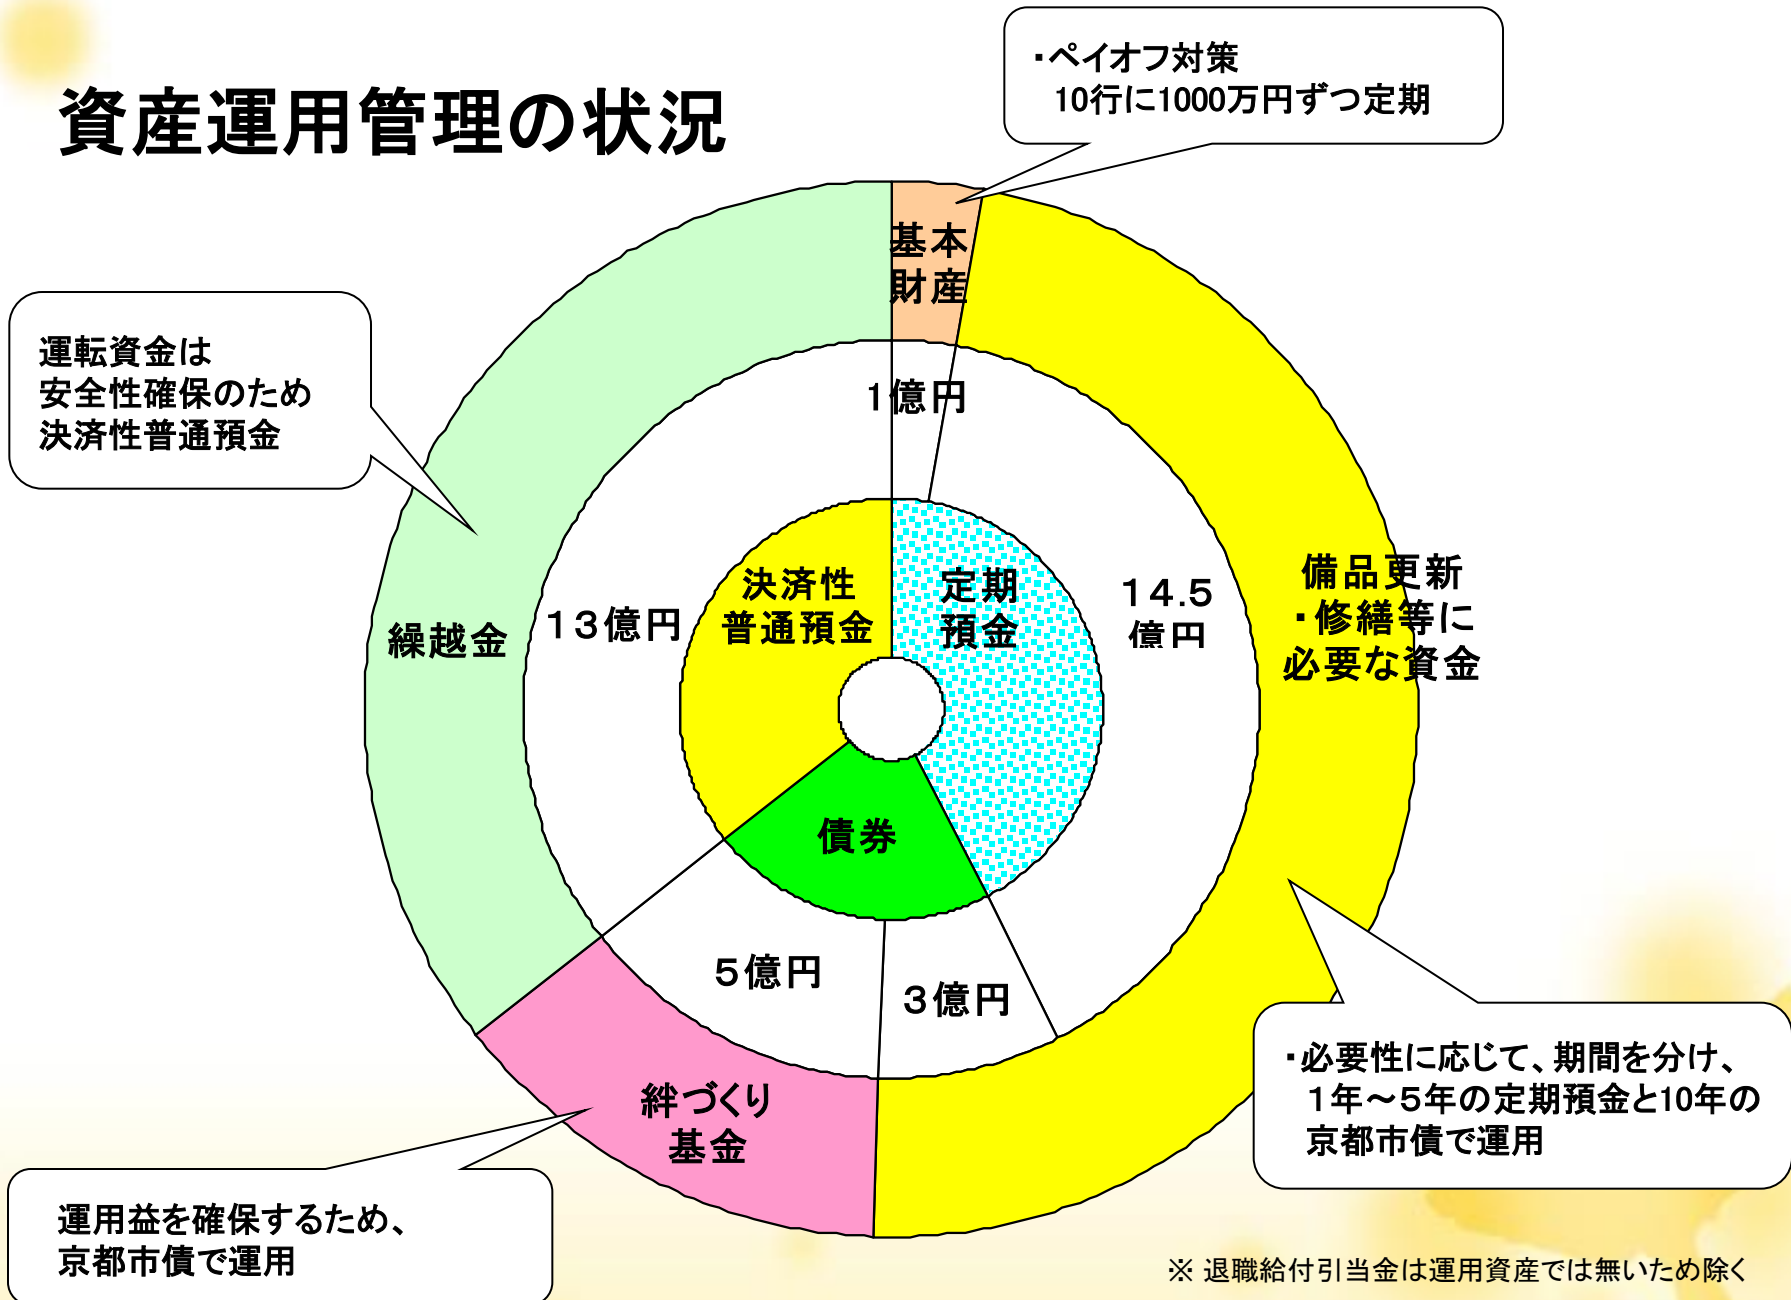 資産運用管理の状況
・ペイオフ対策
10行に1000万円ずつ定期
運転資金は
安全性確保のため
決済性普通預金
基本
財産
1億円
決済性
普通預金
定期
預金
14.5
億円
備品更新
・修繕等に
必要な資金
繰越金
13億円
債券
5億円
3億円
絆づくり
基金
・必要性に応じて、期間を分け、
1年～5年の定期預金と10年の
京都市債で運用
運用益を確保するため、
京都市債で運用
※ 退職給付引当金は運用資産では無いため除く